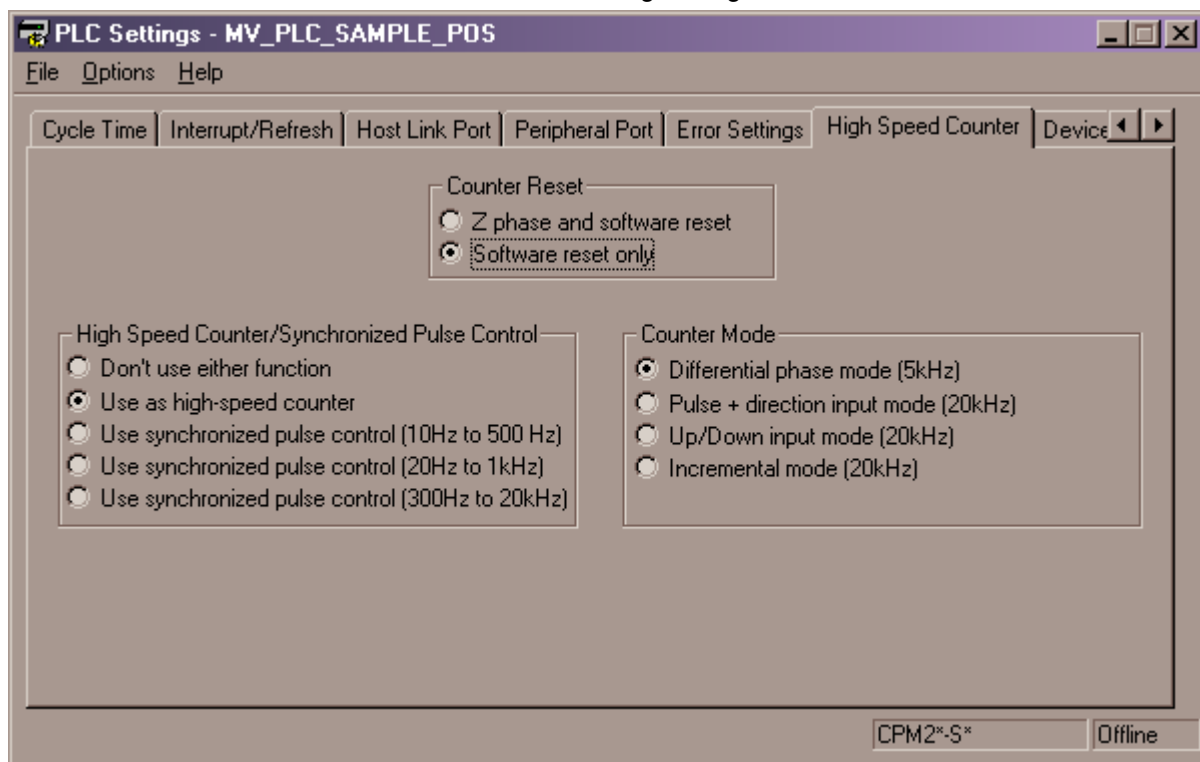 PLC Settings - MV_PLC_SAMPLE_POS
File Options Help
Cycle Time Interrupt/Refresh Host Link Port Peripheral Port Error Settings High Speed Counter Device
Counter Reset
Z phase and software reset
Software reset only
High Speed Counter/Synchronized Pulse Control
Don't use either function
Use as high-speed counter
Use synchronized pulse control (10Hz to 500 Hz)
Use synchronized pulse control (20Hz to 1kHz)
Use synchronized pulse control (300Hz to 20kHz)
Counter Mode
Differential phase mode (5kHz)
Pulse + direction input mode (20kHz)
Up/Down input mode (20kHz)
Incremental mode (20kHz)
CPM2*-S* Offline